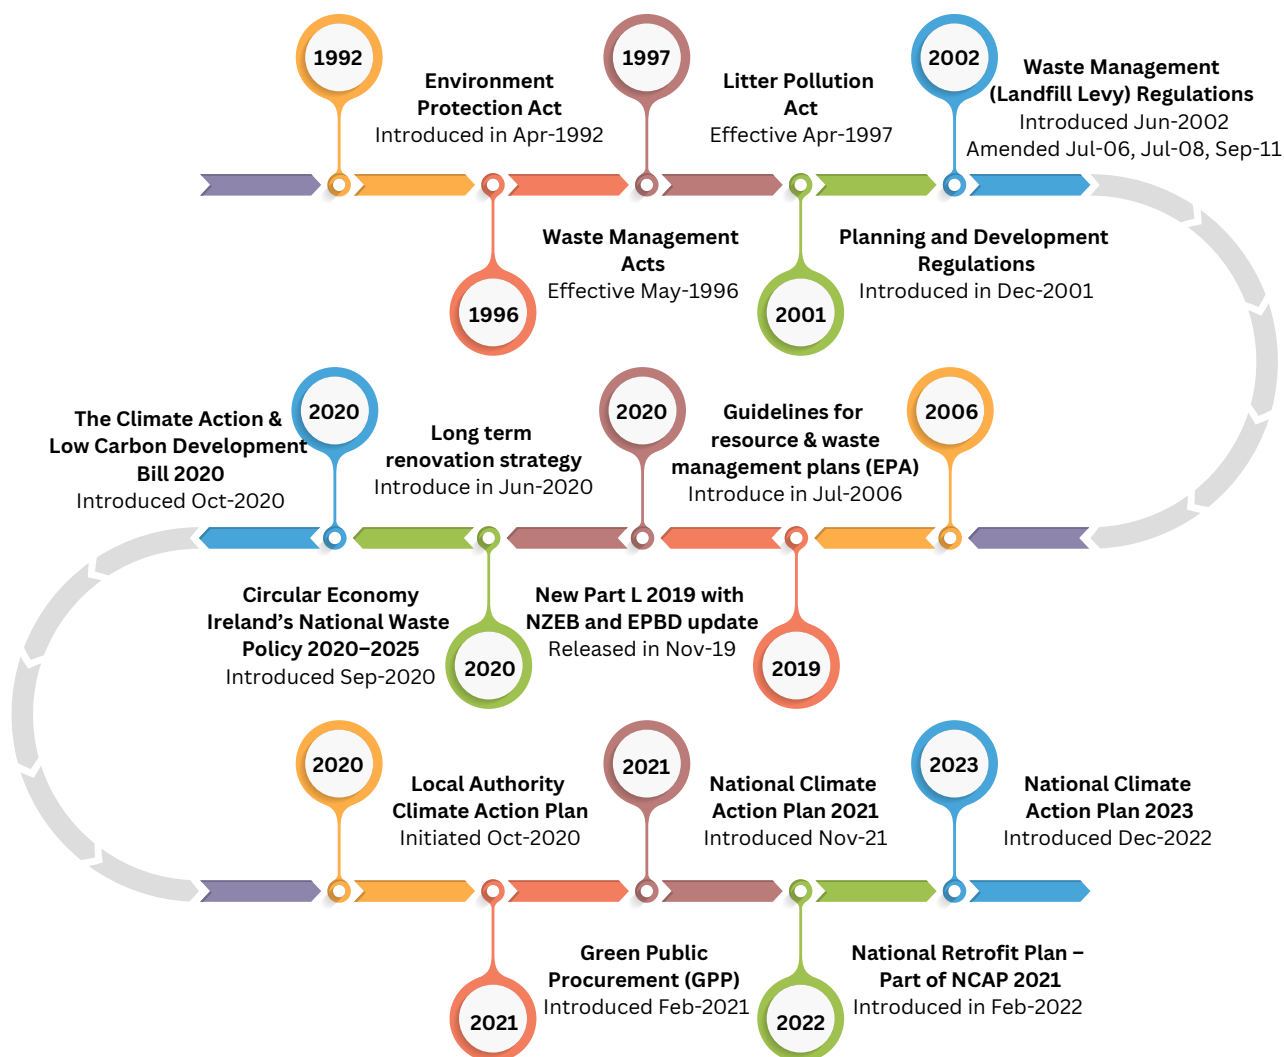 1992
Environment
Protection Act
Introduced in Apr-1992
1997
Litter Pollution
Act
Effective Apr-1997
2002
Waste Management
(Landfill Levy) Regulations
Introduced Jun-2002
Amended Jul-06, Jul-08, Sep-11
1996
Waste Management
Acts
Effective May-1996
2001
Planning and Development
Regulations
Introduced in Dec-2001
2006
Guidelines for
resource & waste
management plans (EPA)
Introduce in Jul-2006
2020
Long term
renovation strategy
Introduce in Jun-2020
2020
The Climate Action &
Low Carbon Development
Bill 2020
Introduced Oct-2020
2019
New Part L 2019 with
NZEB and EPBD update
Released in Nov-19
2020
Circular Economy
Ireland’s National Waste
Policy 2020–2025
Introduced Sep-2020
2020
Local Authority
Climate Action Plan
Initiated Oct-2020
2021
National Climate
Action Plan 2021
Introduced Nov-21
2023
National Climate
Action Plan 2023
Introduced Dec-2022
2021
Green Public
Procurement (GPP)
Introduced Feb-2021
2022
National Retrofit Plan –
Part of NCAP 2021
Introduced in Feb-2022